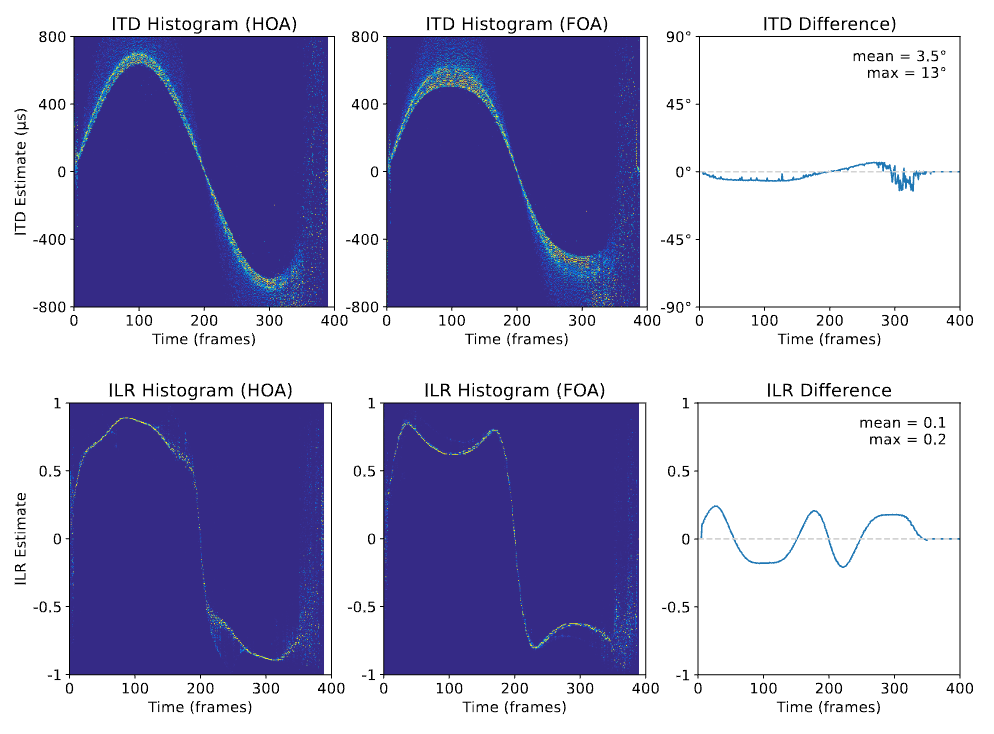 ITD Histogram (HOA)
800
400
0
-400
-800
ITD Estimate (μs)
0 100 200 300 400
Time (frames)
ITD Histogram (FOA)
800
400
0
-400
-800
0 100 200 300 400
Time (frames)
ITD Difference)
90°
45°
0°
-45°
-90°
mean = 3.5°
max = 13°
0 100 200 300 400
Time (frames)
ILR Histogram (HOA)
1
0.5
0
-0.5
-1
ILR Estimate
0 100 200 300 400
Time (frames)
ILR Histogram (FOA)
1
0.5
0
-0.5
-1
0 100 200 300 400
Time (frames)
ILR Difference
1
0.5
0
-0.5
-1
mean = 0.1
max = 0.2
0 100 200 300 400
Time (frames)